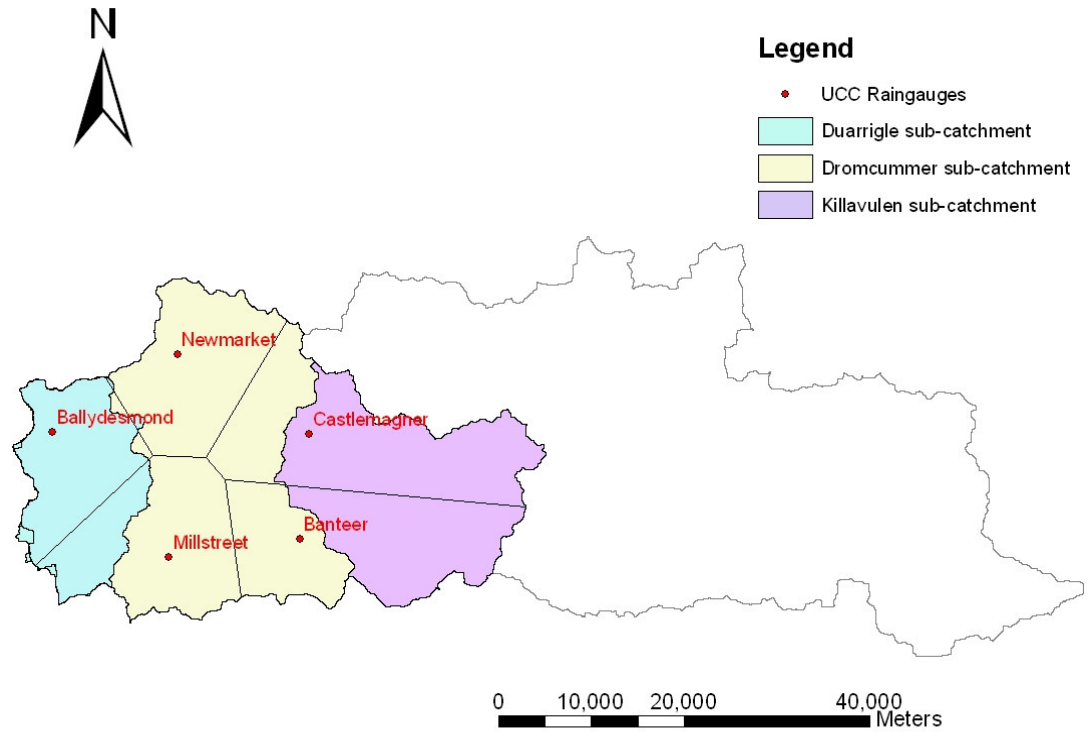 N
Legend
UCC Raingauges
Duarrigle sub-catchment
Dromcummer sub-catchment
Killavulen sub-catchment
Newmarket
Ballydesmond
Castlemagner
Banteer
Millstreet
0 10,000 20,000 40,000
Meters